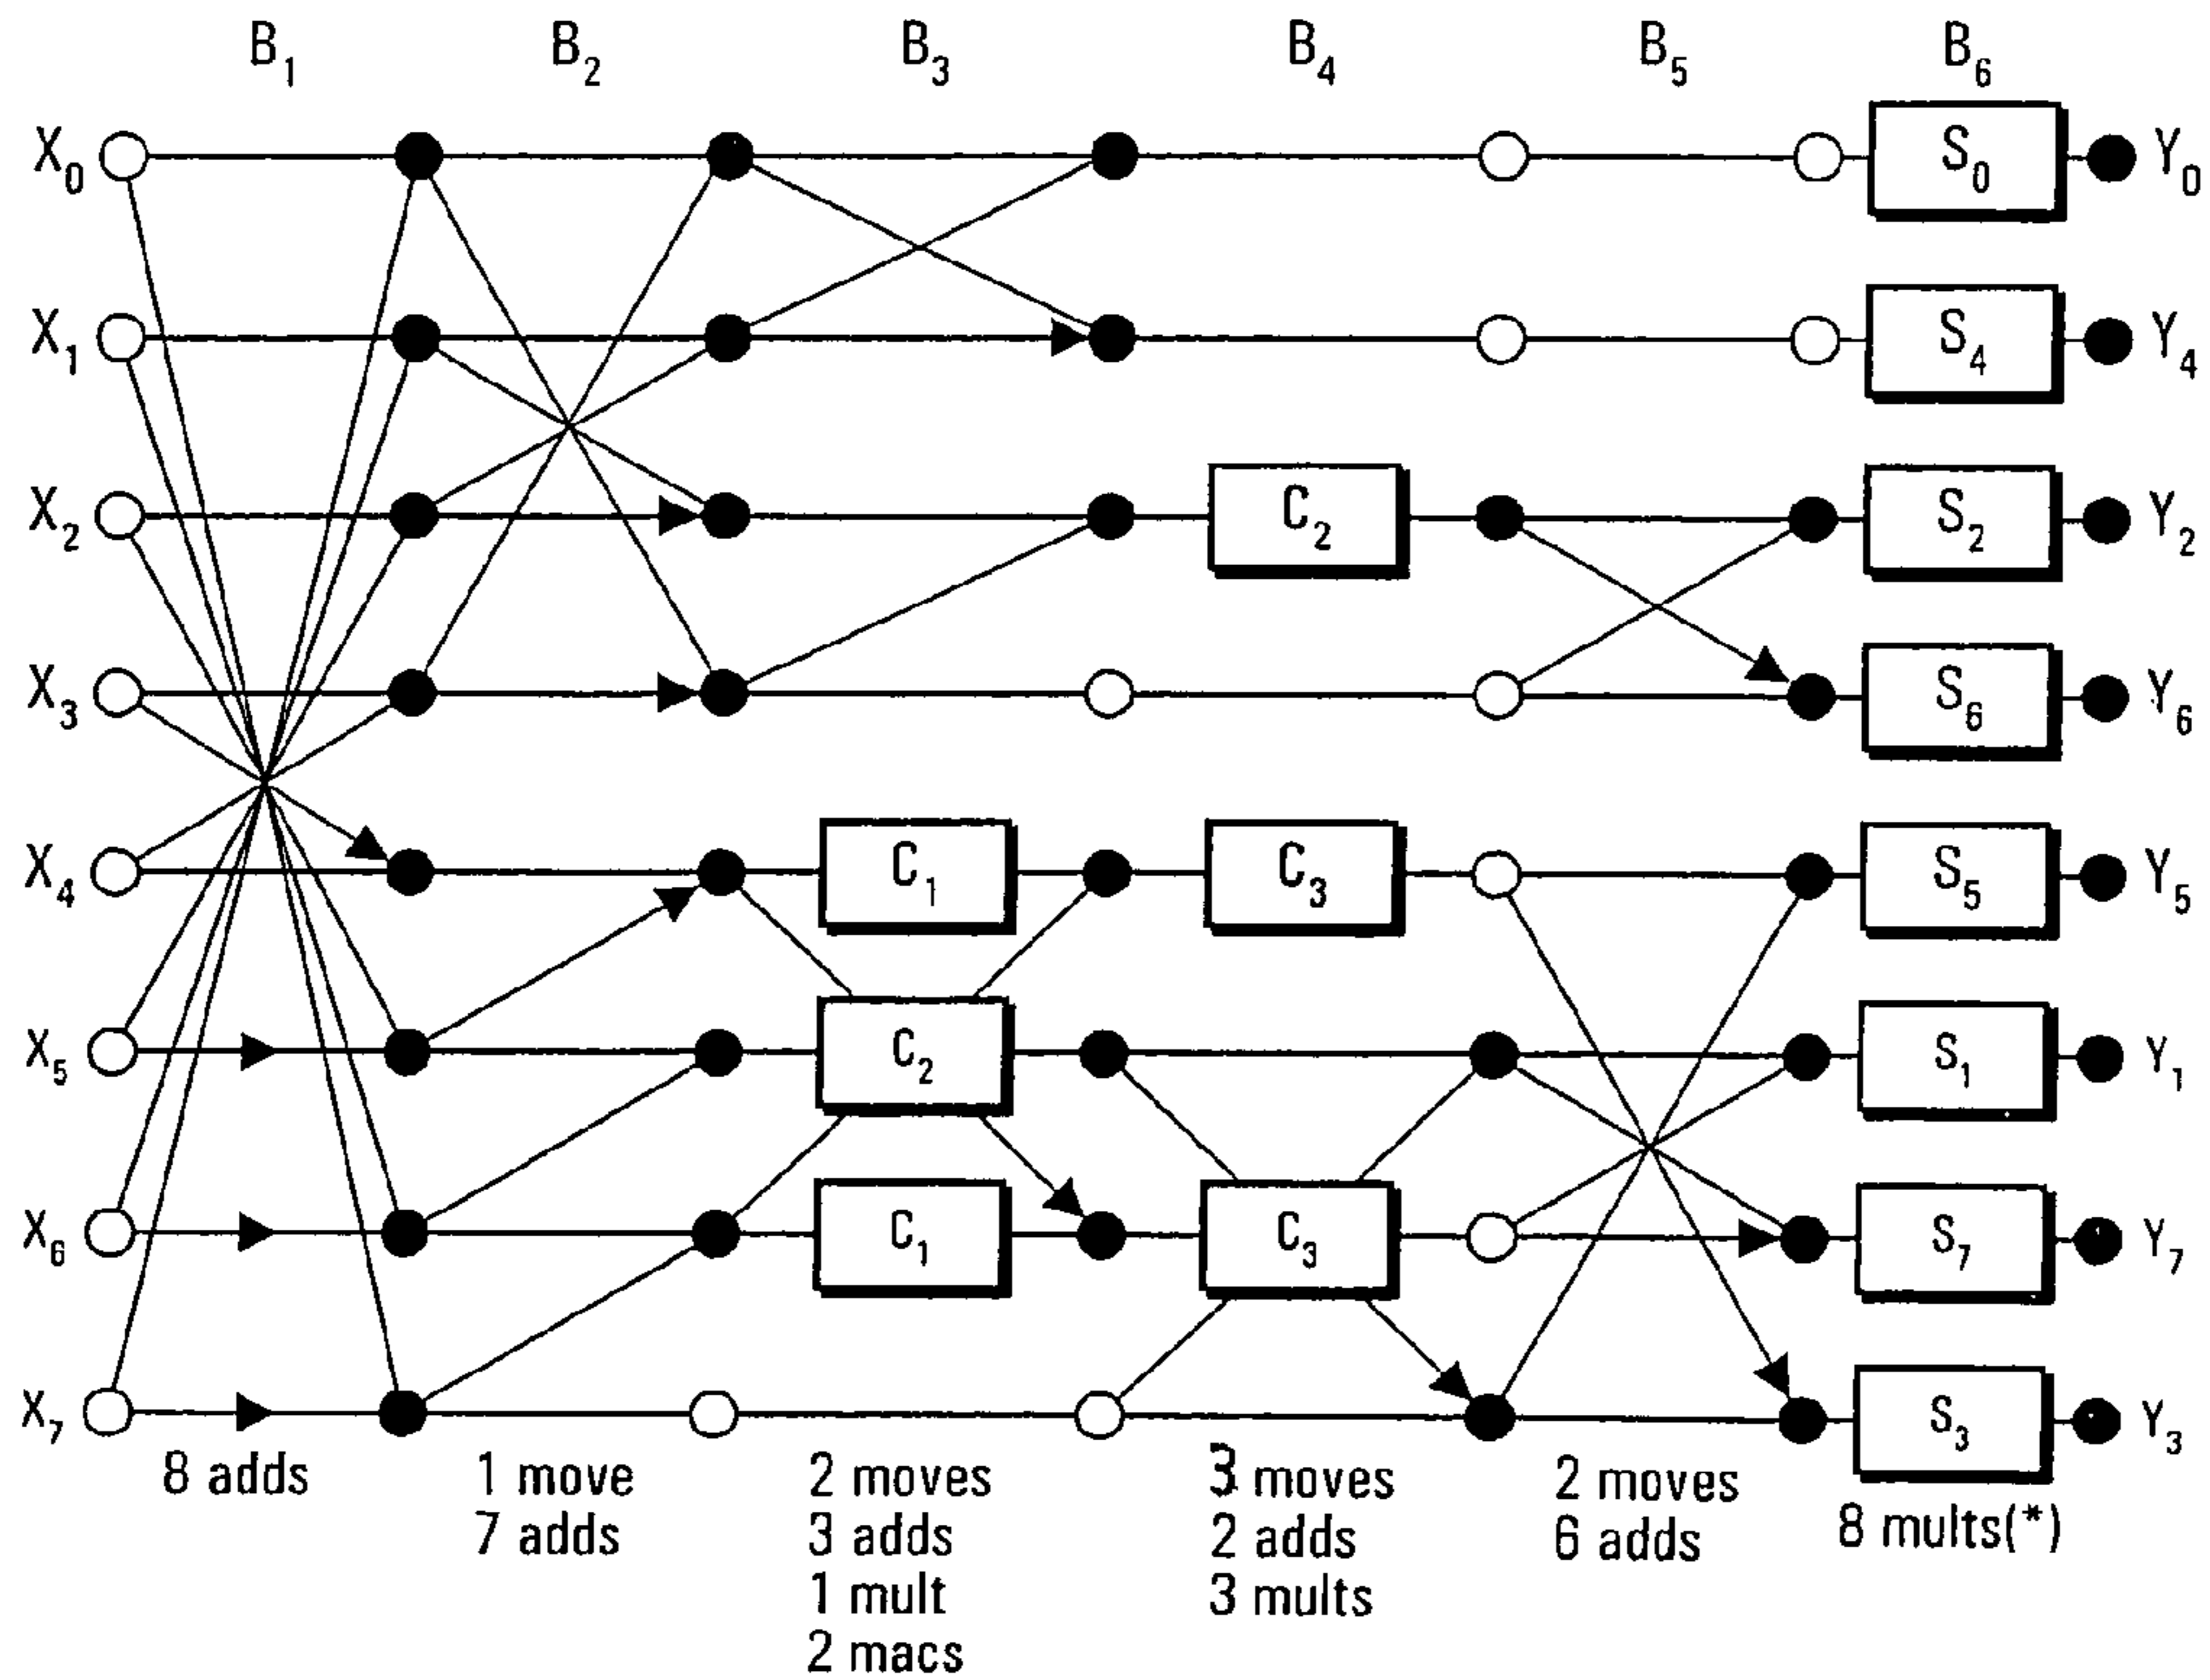 B1 B2 B3 B4 B5 B6
X0 S0 Y0
X1 S4 Y4
X2 C2 S2 Y2
X3 S6 Y6
X4 C1 C3 S5 Y5
X5 C2 S1 Y1
X6 C1 C3 S7 Y7
X7 S3 Y3
8 adds 1 move 2 moves 3 moves 2 moves 8 mults(*)
7 adds 3 adds 2 adds 6 adds
1 mult 3 mults
2 macs